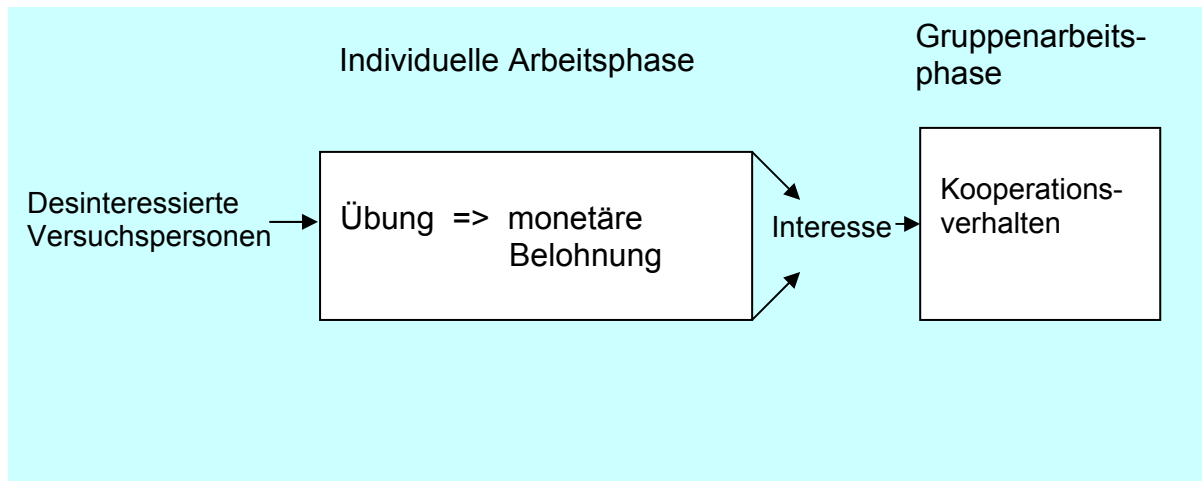 Individuelle Arbeitsphase
Gruppenarbeits-
phase
Desinteressierte
Versuchspersonen
Übung => monetäre
Belohnung
Interesse
Kooperations-
verhalten